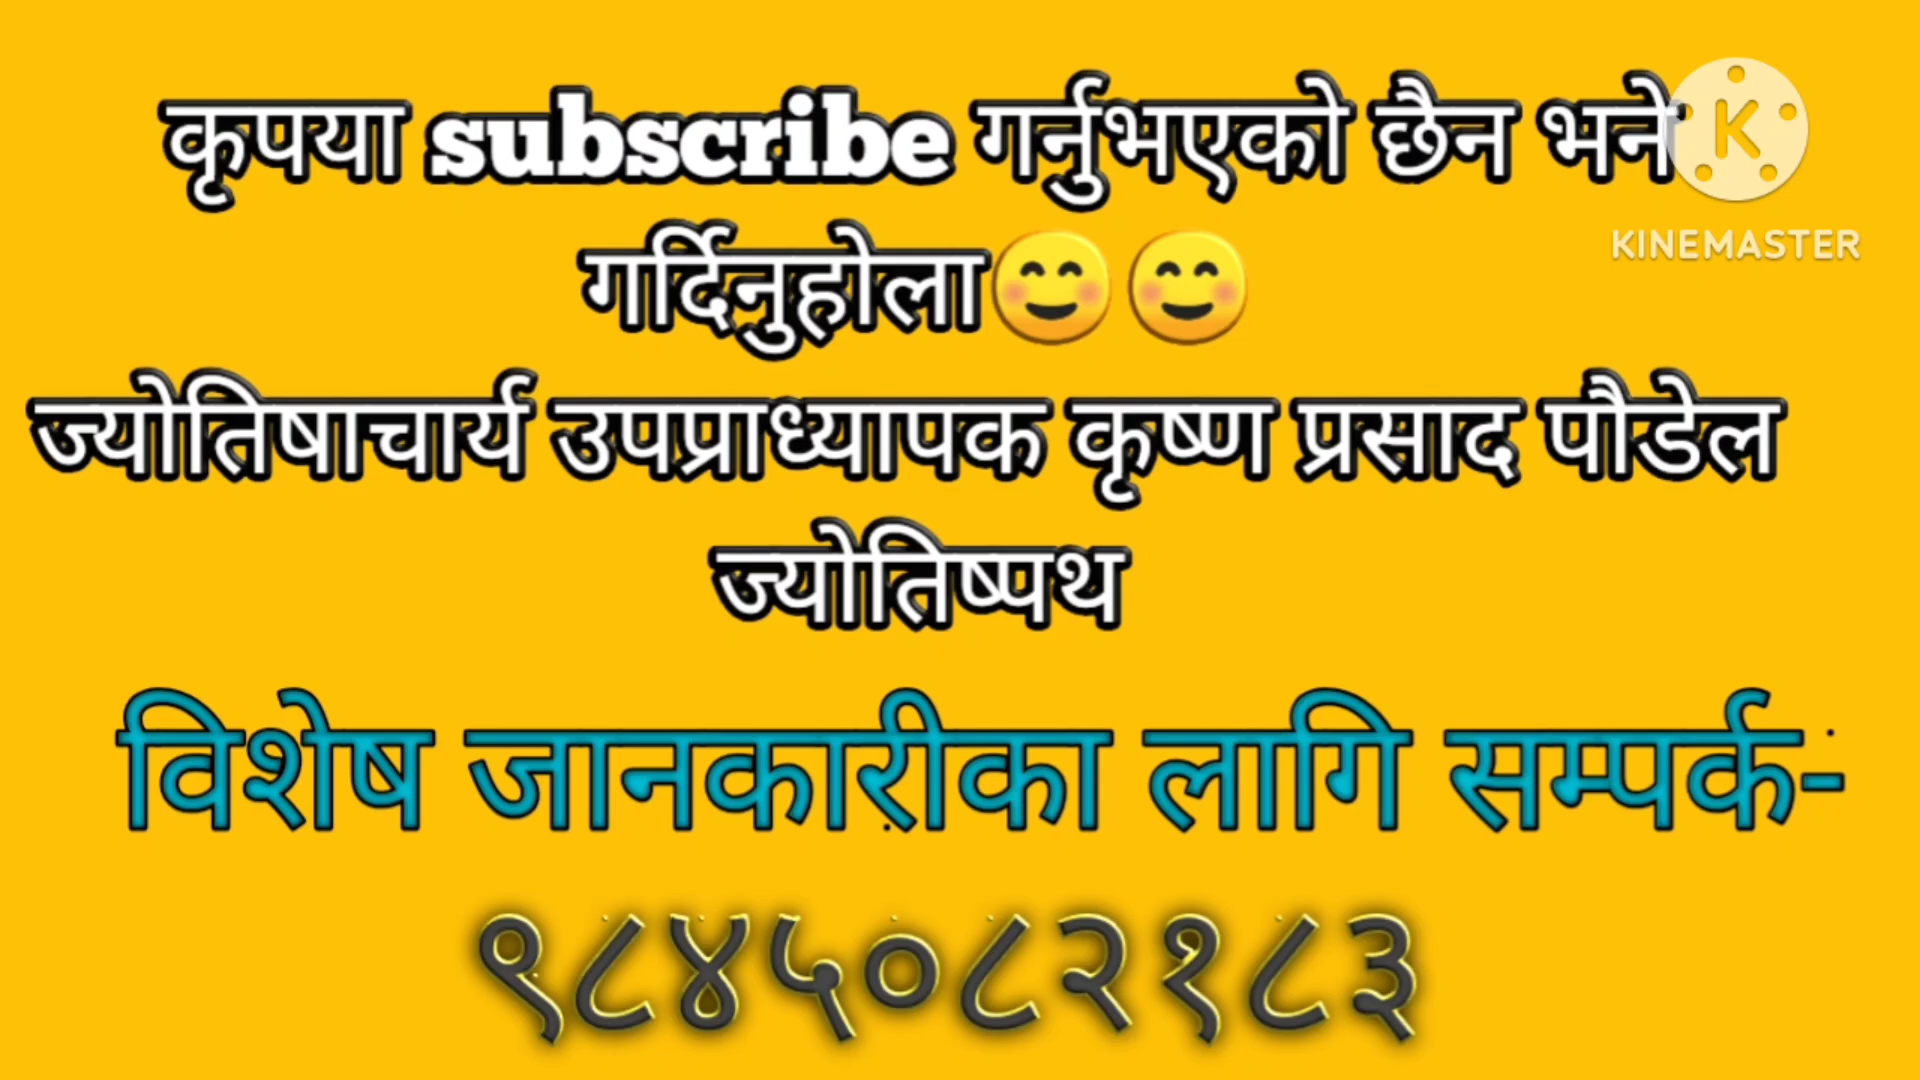 कृपया subscribe गर्नुभएको छैन भने
गर्दिनुहोला😊😊
ज्योतिषाचार्य उपप्राध्यापक कृष्ण प्रसाद पौडेल
ज्योतिष्पथ
विशेष जानकारीका लागि सम्पर्क-
९८४५०८२१८३
K
KINEMASTER